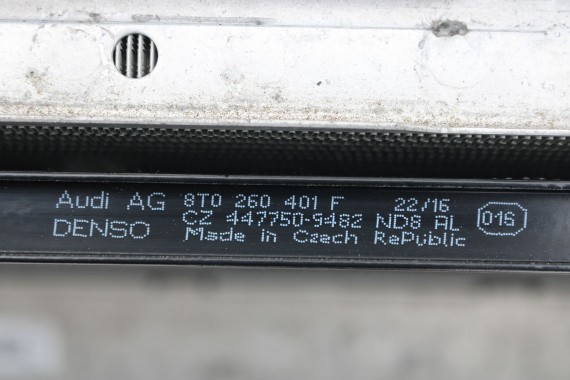 Audi AG 8T0 260 401 F 22/16
DENSO CZ 447750-9482 ND8 AL 016
Made in Czech RePublic